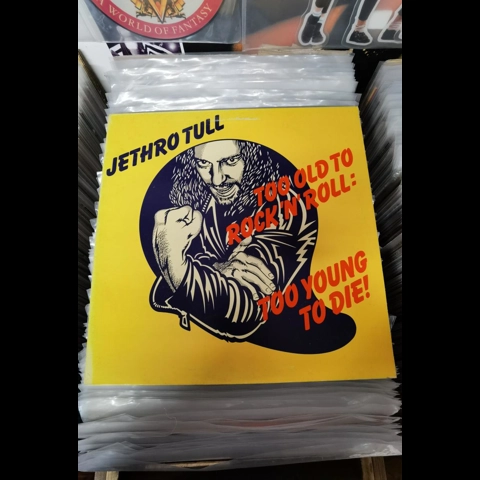 WORLD OF FANTASY
JETHRO TULL
TOO OLD TO
ROCK 'N' ROLL:
TOO YOUNG
TO DIE!